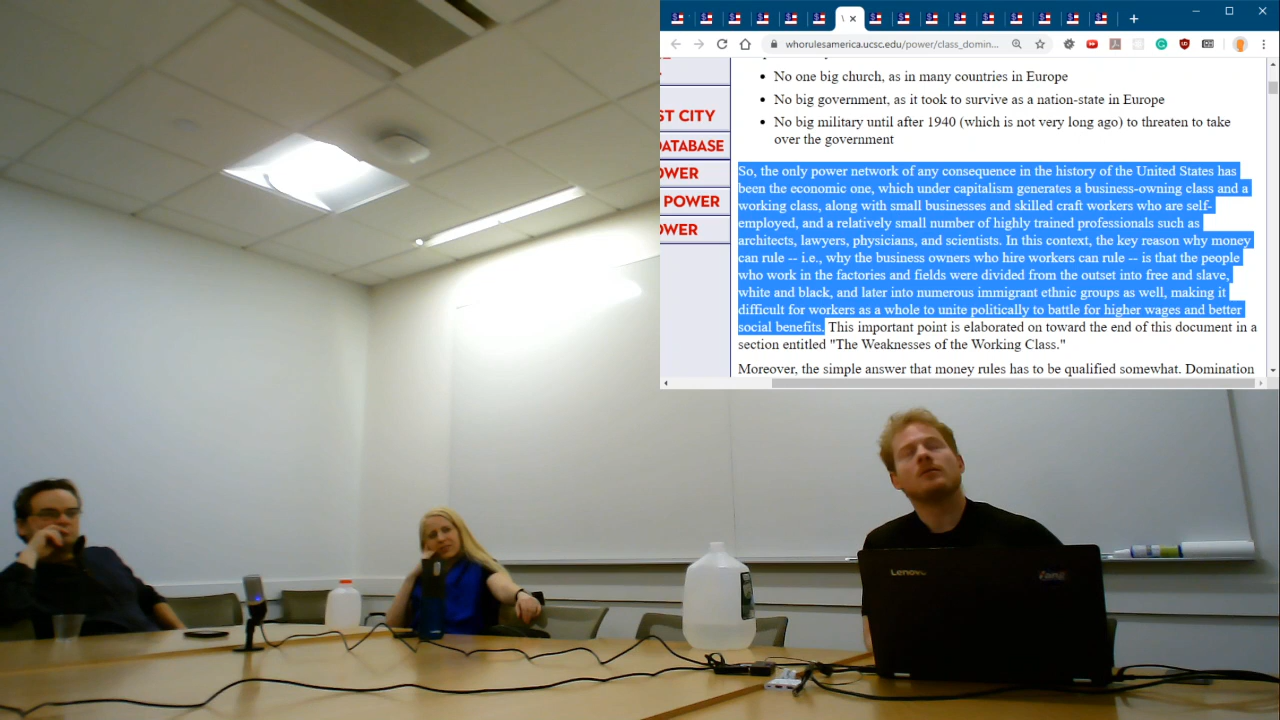 whorulesamerica.ucsc.edu/power/class_domin...
No one big church, as in many countries in Europe
No big government, as it took to survive as a nation-state in Europe
No big military until after 1940 (which is not very long ago) to threaten to take
over the government
ST CITY
ATABASE
OWER
POWER
OWER
So, the only power network of any consequence in the history of the United States has
been the economic one, which under capitalism generates a business-owning class and a
working class, along with small businesses and skilled craft workers who are self-
employed, and a relatively small number of highly trained professionals such as
architects, lawyers, physicians, and scientists. In this context, the key reason why money
can rule -- i.e., why the business owners who hire workers can rule -- is that the people
who work in the factories and fields were divided from the outset into free and slave,
white and black, and later into numerous immigrant ethnic groups as well, making it
difficult for workers as a whole to unite politically to battle for higher wages and better
social benefits. This important point is elaborated on toward the end of this document in a
section entitled "The Weaknesses of the Working Class."
Moreover, the simple answer that money rules has to be qualified somewhat. Domination
Lenovo